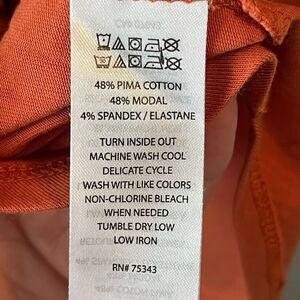 48% PIMA COTTON
48% MODAL
4% SPANDEX / ELASTANE
TURN INSIDE OUT
MACHINE WASH COOL
DELICATE CYCLE
WASH WITH LIKE COLORS
NON-CHLORINE BLEACH
WHEN NEEDED
TUMBLE DRY LOW
LOW IRON
RN# 75343